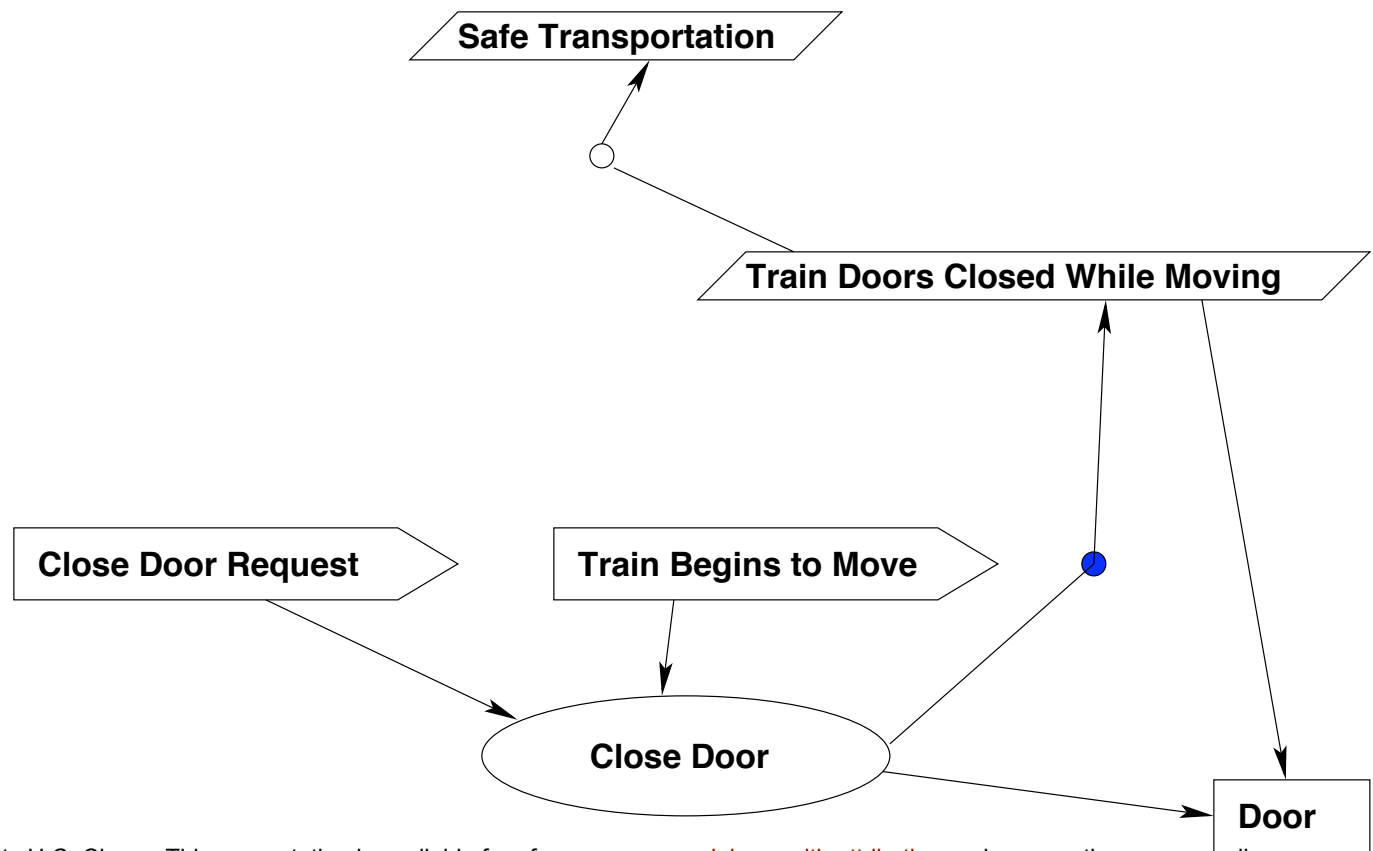 Safe Transportation
Train Doors Closed While Moving
Close Door Request
Train Begins to Move
Close Door
Door